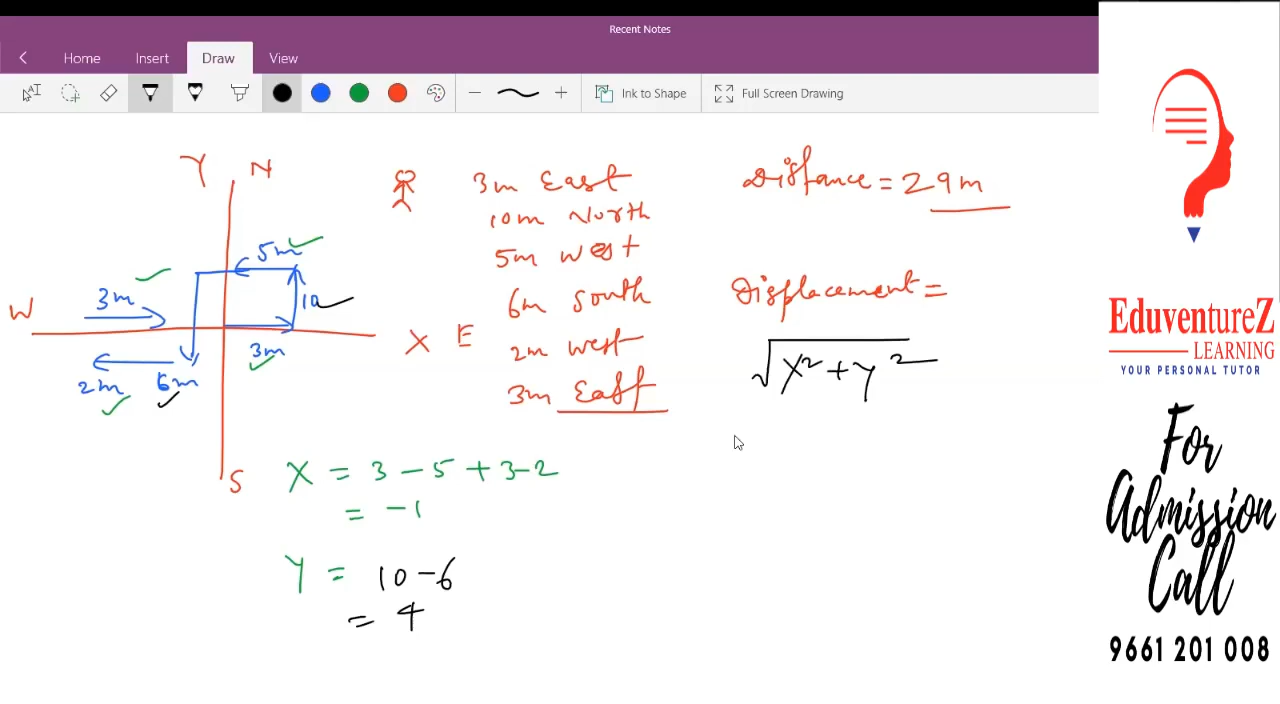 Recent Notes
Home Insert Draw View
Ink to Shape
Full Screen Drawing
Y N
W
X E
S
3m
5m
10
3m
2m
6m
3m East
10m North
5m west
6m south
2m west
3m East
Distance = 29m
Displacement =
√x²+y²
X = 3 - 5 + 3-2
= -1
Y = 10-6
= 4
EduventureZ
LEARNING
YOUR PERSONAL TUTOR
For
Admission
Call
9661 201 008